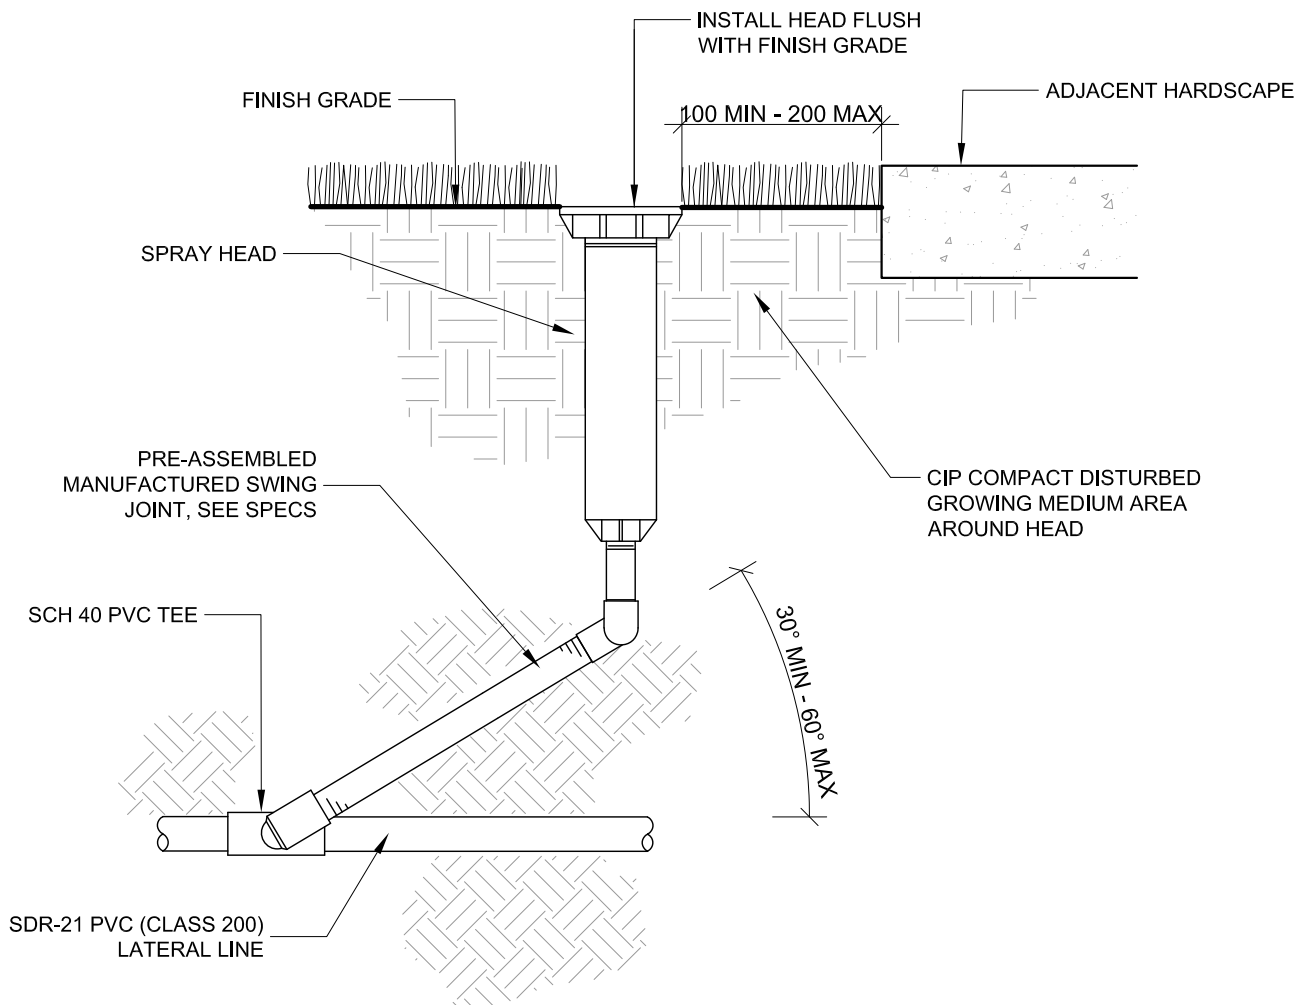 INSTALL HEAD FLUSH
WITH FINISH GRADE
FINISH GRADE
ADJACENT HARDSCAPE
100 MIN - 200 MAX
SPRAY HEAD
PRE-ASSEMBLED
MANUFACTURED SWING
JOINT, SEE SPECS
CIP COMPACT DISTURBED
GROWING MEDIUM AREA
AROUND HEAD
SCH 40 PVC TEE
30° MIN - 60° MAX
SDR-21 PVC (CLASS 200)
LATERAL LINE